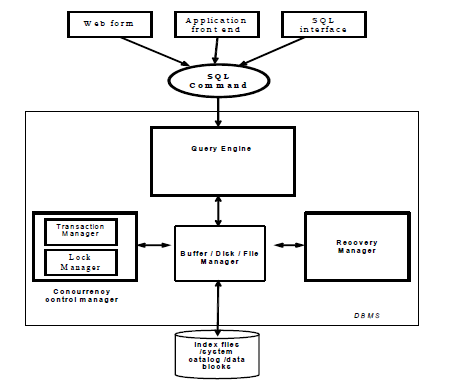 Web form
Application
front end
SQL
interface
SQL
Command
Query Engine
Transaction
Manager
Lock
Manager
Buffer / Disk / File
Manager
Recovery
Manager
Concurrency
control manager
DBMS
Index files
/system
catalog /data
blooks